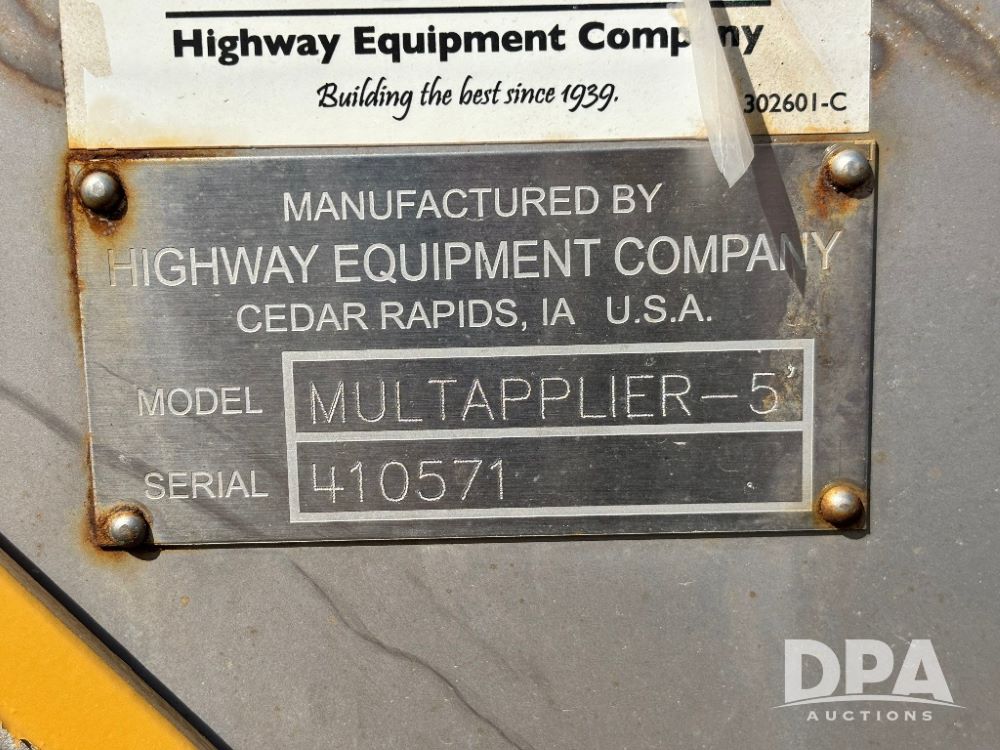 Highway Equipment Company
Building the best since 1939.
302601-C
MANUFACTURED BY
HIGHWAY EQUIPMENT COMPANY
CEDAR RAPIDS, IA U.S.A.
MODEL MULTAPPLIER-5
SERIAL 410571
DPA
AUCTIONS